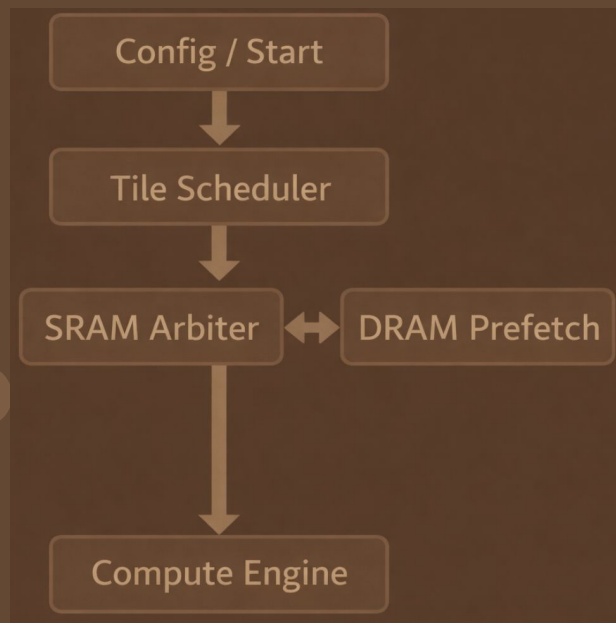 Config / Start
Tile Scheduler
SRAM Arbiter
DRAM Prefetch
Compute Engine